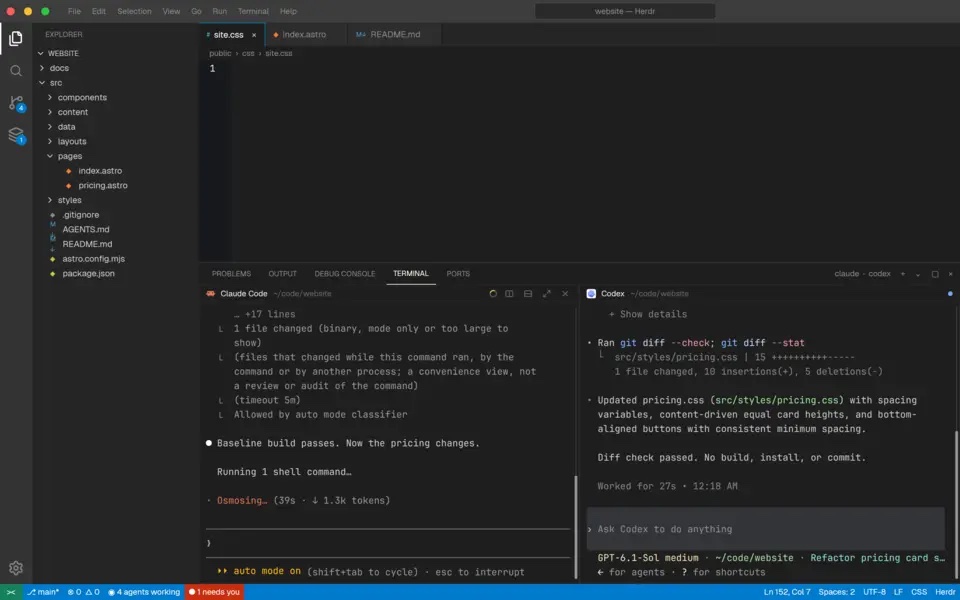 File Edit Selection View Go Run Terminal Help
website — Herdr
EXPLORER
WEBSITE
docs
src
components
content
data
layouts
pages
index.astro
pricing.astro
styles
.gitignore
AGENTS.md
README.md
astro.config.mjs
package.json
4
1
# site.css ×
index.astro
M↓ README.md
public › css › site.css
1
PROBLEMS OUTPUT DEBUG CONSOLE TERMINAL PORTS
claude · codex + ×
Claude Code ~/code/website
… +17 lines
1 file changed (binary, mode only or too large to
show)
(files that changed while this command ran, by the
command or by another process; a convenience view, not
a review or audit of the command)
(timeout 5m)
Allowed by auto mode classifier
Baseline build passes. Now the pricing changes.
Running 1 shell command…
· Osmosing… (39s · ↓ 1.3k tokens)
⟩
⏵⏵ auto mode on (shift+tab to cycle) · esc to interrupt
Codex ~/code/website
+ Show details
• Ran git diff --check; git diff --stat
└ src/styles/pricing.css | 15 ++++++++++-----
1 file changed, 10 insertions(+), 5 deletions(-)
• Updated pricing.css (src/styles/pricing.css) with spacing
variables, content-driven equal card heights, and bottom-
aligned buttons with consistent minimum spacing.
Diff check passed. No build, install, or commit.
Worked for 27s • 12:18 AM
› Ask Codex to do anything
GPT-6.1-Sol medium · ~/code/website · Refactor pricing card s…
← for agents · ? for shortcuts
main* 0 0 4 agents working 1 needs you
Ln 152, Col 7 Spaces: 2 UTF-8 LF CSS Herdr